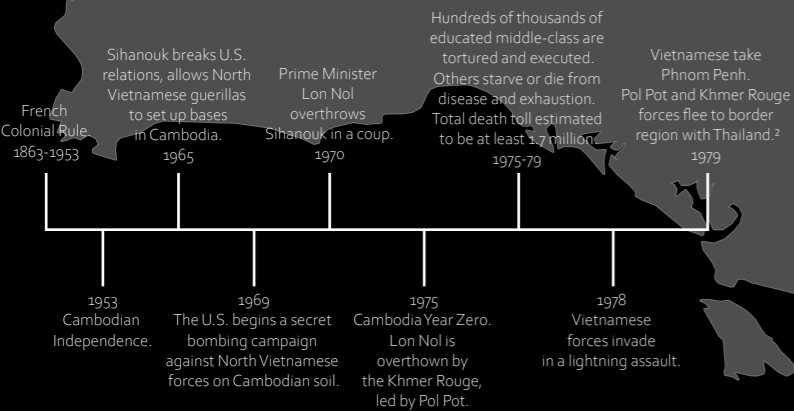 French
Colonial Rule.
1863-1953
Sihanouk breaks U.S.
relations, allows North
Vietnamese guerillas
to set up bases
in Cambodia.
1965
Prime Minister
Lon Nol
overthrows
Sihanouk in a coup.
1970
Hundreds of thousands of
educated middle-class are
tortured and executed.
Others starve or die from
disease and exhaustion.
Total death toll estimated
to be at least 1.7 million.
1975-79
Vietnamese take
Phnom Penh.
Pol Pot and Khmer Rouge
forces flee to border
region with Thailand.²
1979
1953
Cambodian
Independence.
1969
The U.S. begins a secret
bombing campaign
against North Vietnamese
forces on Cambodian soil.
1975
Cambodia Year Zero.
Lon Nol is
overthown by
the Khmer Rouge,
led by Pol Pot.
1978
Vietnamese
forces invade
in a lightning assault.